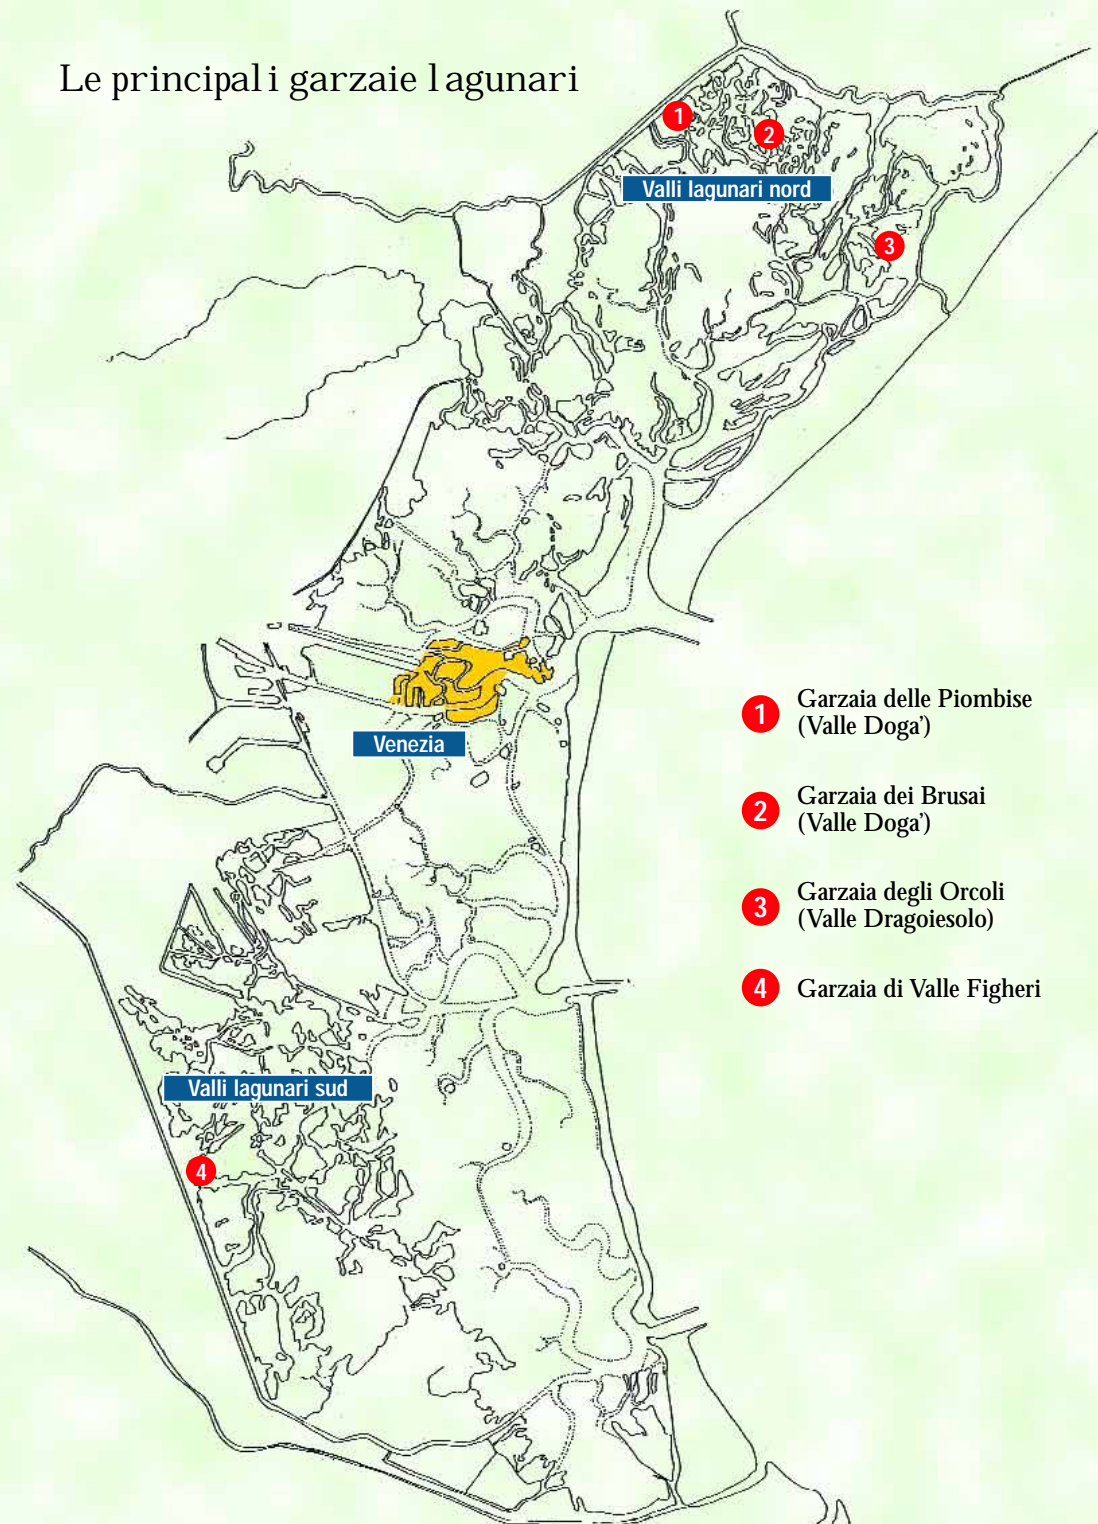 Le principali garzaie lagunari
1
2
Valli lagunari nord
3
Venezia
1 Garzaia delle Piombise
(Valle Doga')
2 Garzaia dei Brusai
(Valle Doga')
3 Garzaia degli Orcoli
(Valle Dragoiesolo)
4 Garzaia di Valle Figheri
Valli lagunari sud
4